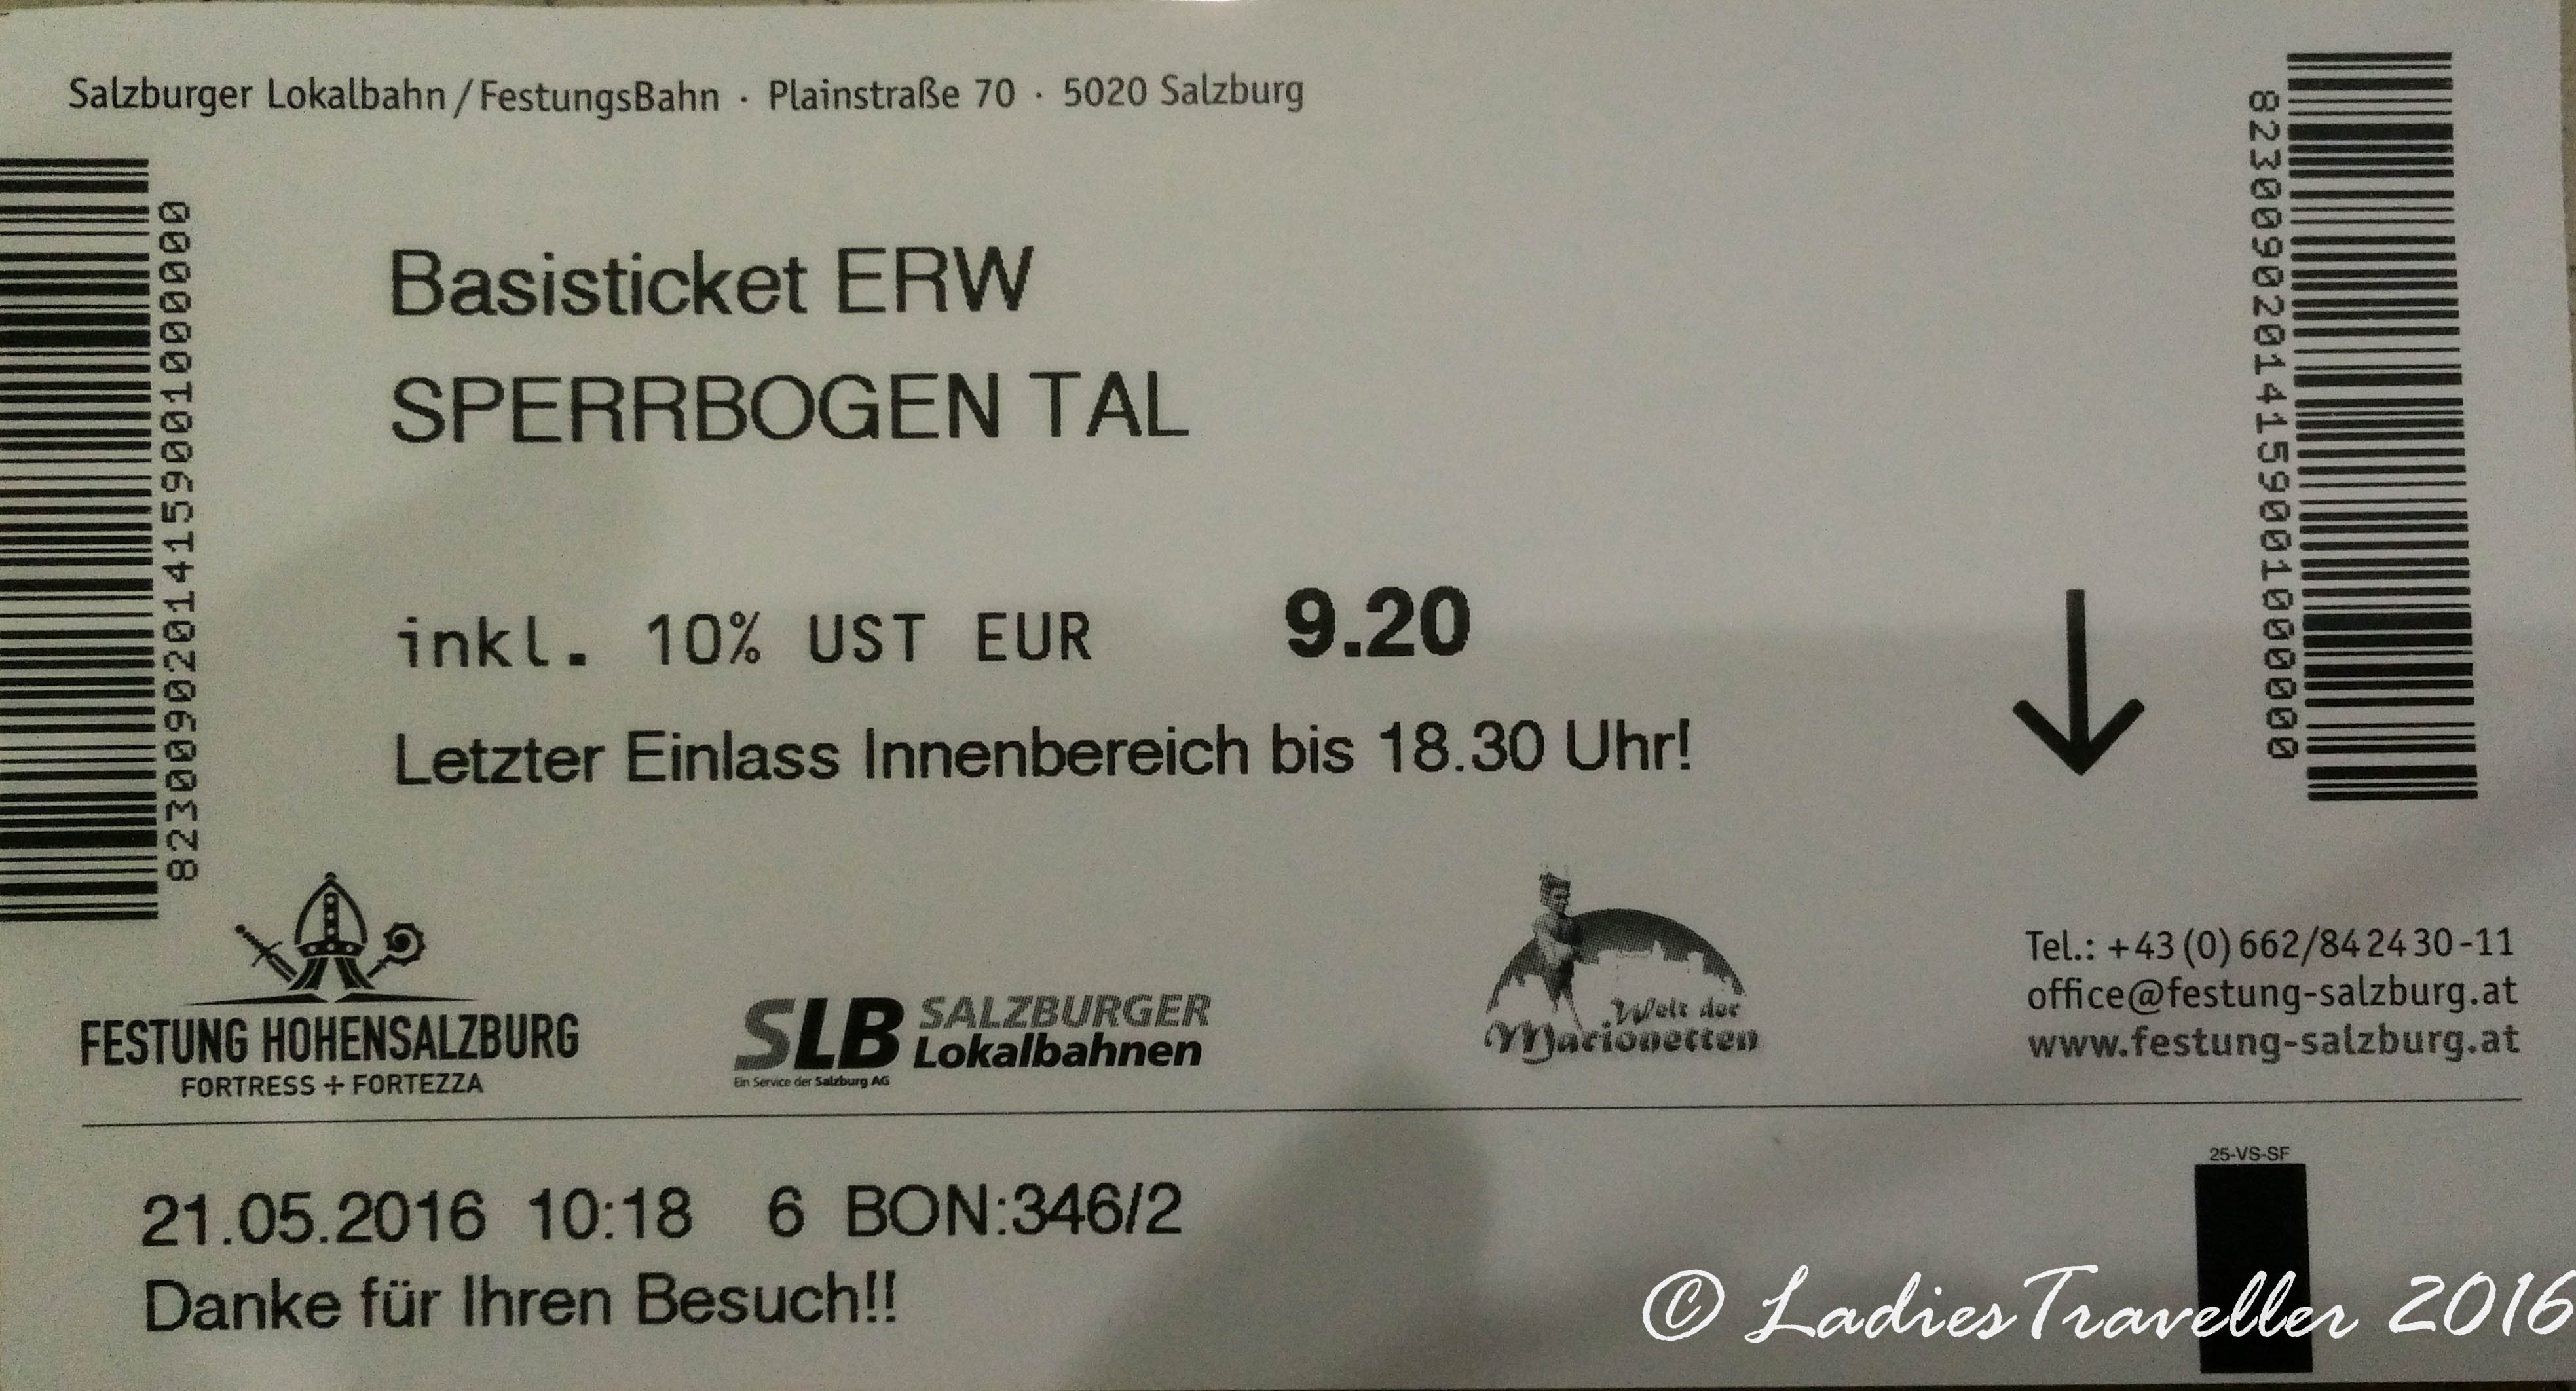 Salzburger Lokalbahn/FestungsBahn · Plainstraße 70 · 5020 Salzburg
8230090201415900100000
8230090201415900100000
Basisticket ERW
SPERRBOGEN TAL
inkl. 10% UST EUR 9.20
Letzter Einlass Innenbereich bis 18.30 Uhr!
FESTUNG HOHENSALZBURG
FORTRESS + FORTEZZA
SLB SALZBURGER
Lokalbahnen
Ein Service der Salzburg AG
Welt der
Marionetten
Tel.: +43 (0) 662/84 24 30-11
office@festung-salzburg.at
www.festung-salzburg.at
25-VS-SF
21.05.2016 10:18 6 BON:346/2
Danke für Ihren Besuch!!
© LadiesTraveller 2016